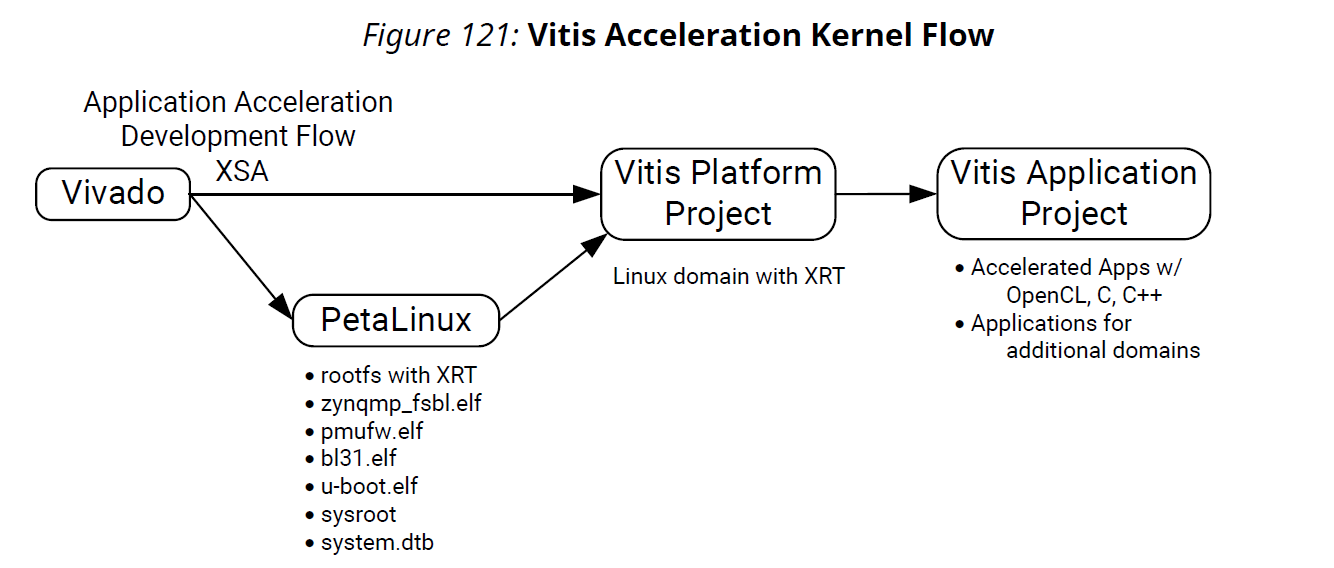 Figure 121: Vitis Acceleration Kernel Flow
Application Acceleration
Development Flow
XSA
Vivado
Vitis Platform
Project
Vitis Application
Project
Linux domain with XRT
• Accelerated Apps w/
OpenCL, C, C++
• Applications for
additional domains
PetaLinux
• rootfs with XRT
• zynqmp_fsbl.elf
• pmufw.elf
• bl31.elf
• u-boot.elf
• sysroot
• system.dtb